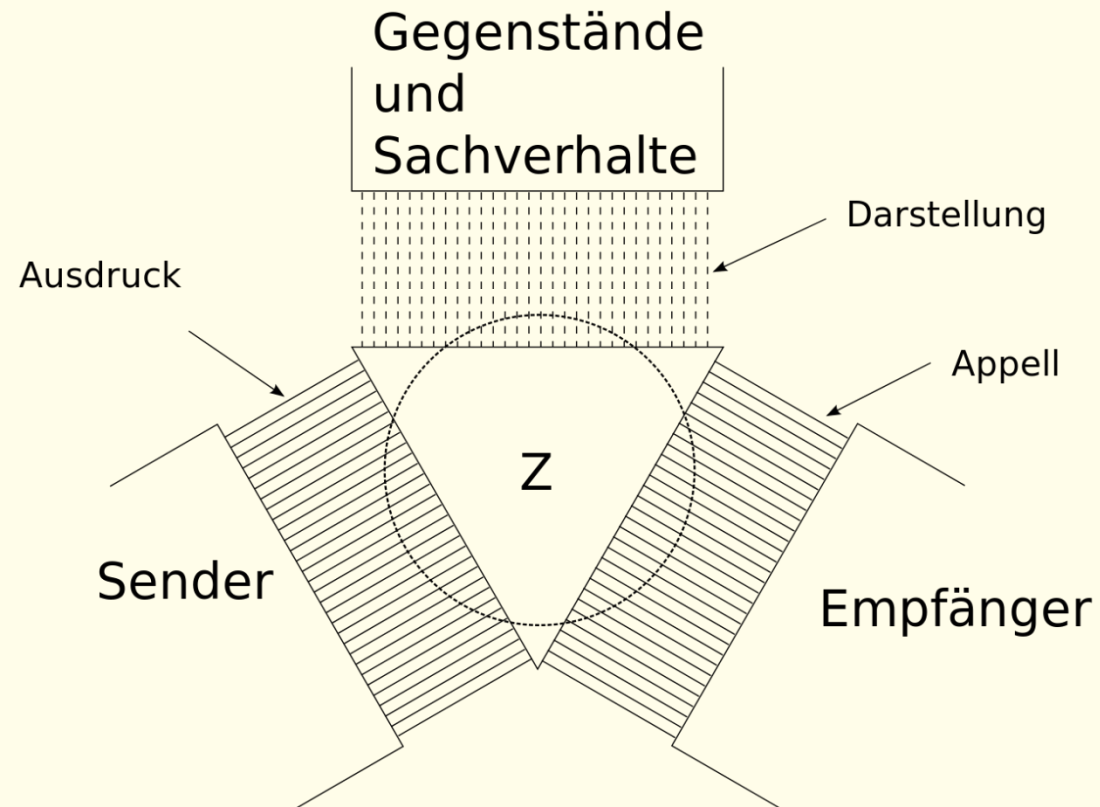 Gegenstände
und
Sachverhalte
Darstellung
Ausdruck
Appell
Z
Sender
Empfänger